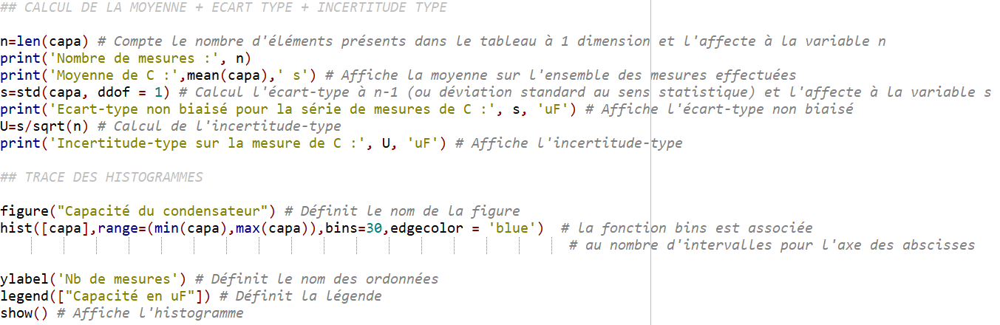 ## CALCUL DE LA MOYENNE + ECART TYPE + INCERTITUDE TYPE
n=len(capa) # Compte le nombre d'éléments présents dans le tableau à 1 dimension et l'affecte à la variable n
print('Nombre de mesures :', n)
print('Moyenne de C :',mean(capa),' s') # Affiche la moyenne sur l'ensemble des mesures effectuées
s=std(capa, ddof = 1) # Calcul l'écart-type à n-1 (ou déviation standard au sens statistique) et l'affecte à la variable s
print('Ecart-type non biaisé pour la série de mesures de C :', s, 'uF') # Affiche l'écart-type non biaisé
U=s/sqrt(n) # Calcul de l'incertitude-type
print('Incertitude-type sur la mesure de C :', U, 'uF') # Affiche l'incertitude-type
## TRACE DES HISTOGRAMMES
figure("Capacité du condensateur") # Définit le nom de la figure
hist([capa],range=(min(capa),max(capa)),bins=30,edgecolor = 'blue')  # la fonction bins est associée
# au nombre d'intervalles pour l'axe des abscisses
ylabel('Nb de mesures') # Définit le nom des ordonnées
legend(["Capacité en uF"]) # Définit la légende
show() # Affiche l'histogramme